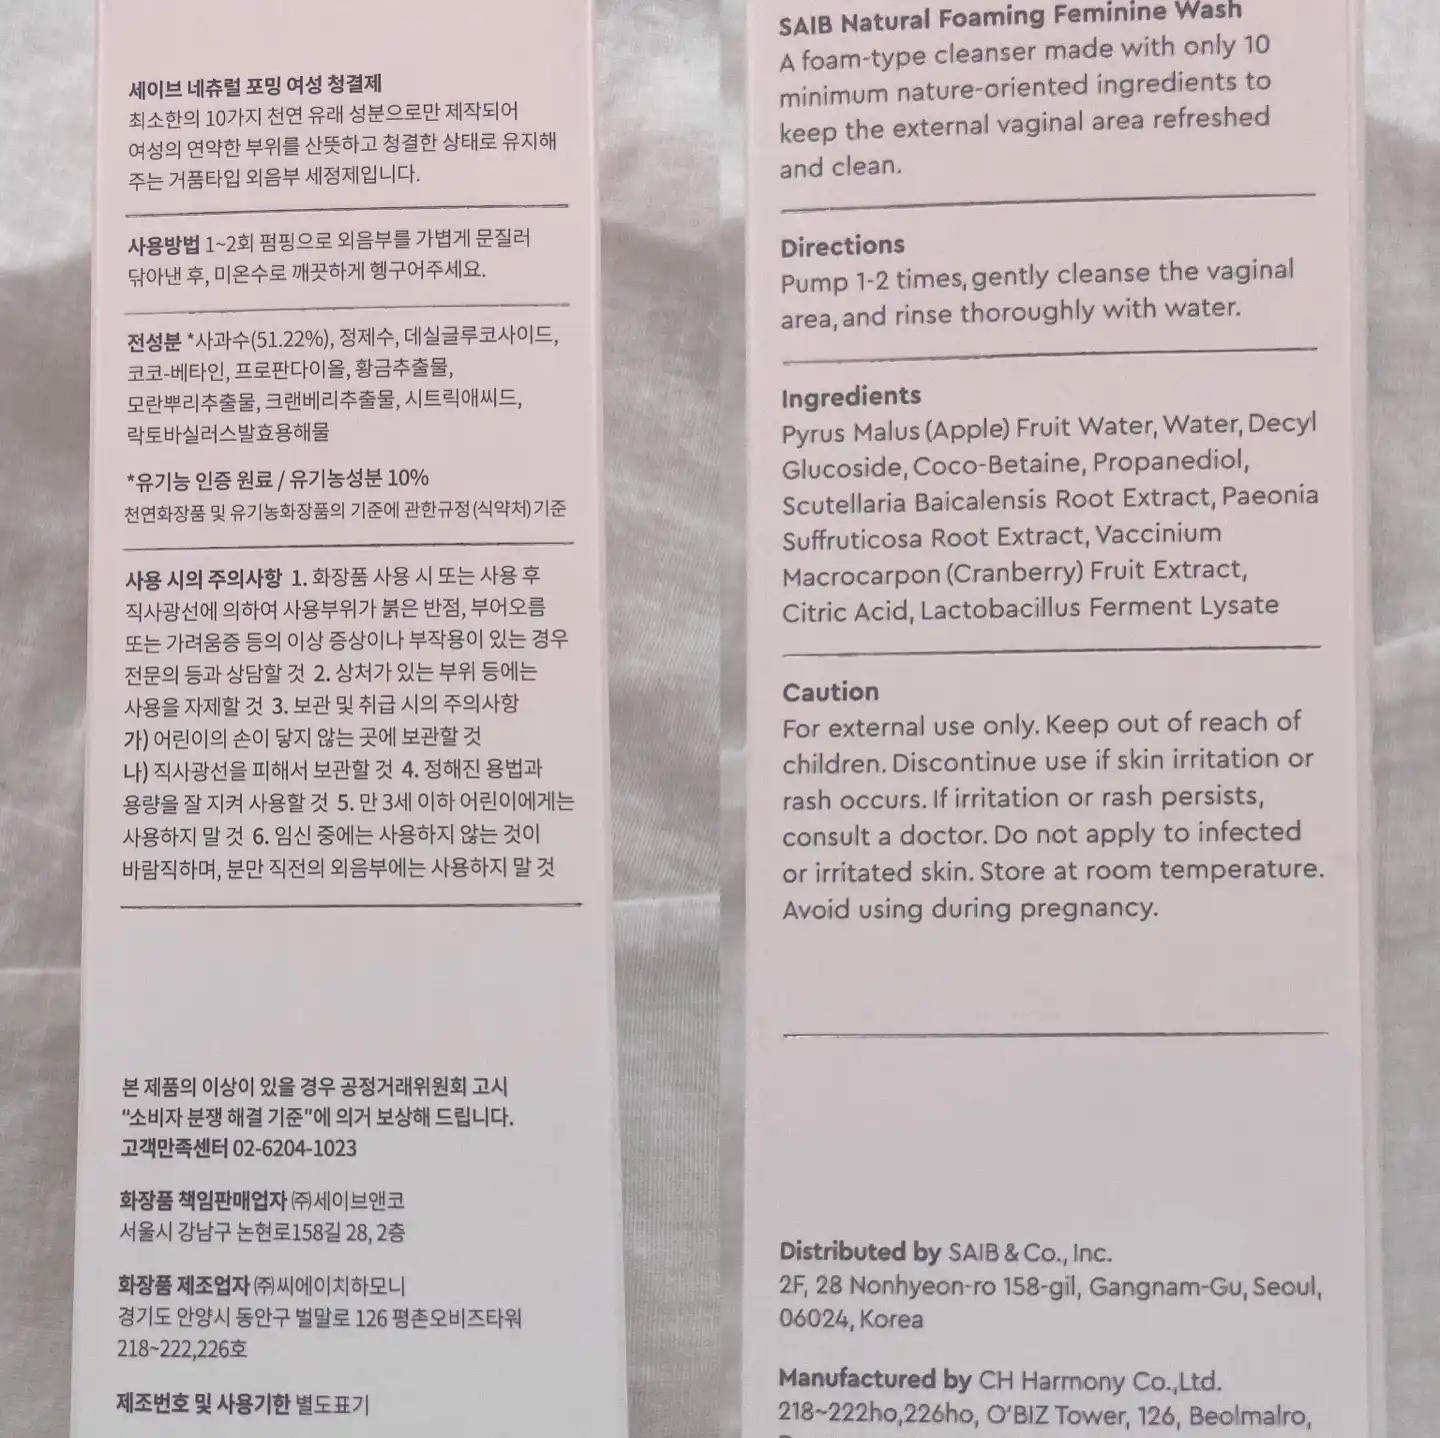 세이브 네츄럴 포밍 여성 청결제
최소한의 10가지 천연 유래 성분으로만 제작되어
여성의 연약한 부위를 산뜻하고 청결한 상태로 유지해
주는 거품타입 외음부 세정제입니다.
사용방법 1~2회 펌핑으로 외음부를 가볍게 문질러
닦아낸 후, 미온수로 깨끗하게 헹구어주세요.
전성분 *사과수(51.22%), 정제수, 데실글루코사이드,
코코-베타인, 프로판다이올, 황금추출물,
모란뿌리추출물, 크랜베리추출물, 시트릭애씨드,
락토바실러스발효용해물
*유기능 인증 원료 / 유기농성분 10%
천연화장품 및 유기농화장품의 기준에 관한규정(식약처)기준
사용 시의 주의사항 1. 화장품 사용 시 또는 사용 후
직사광선에 의하여 사용부위가 붉은 반점, 부어오름
또는 가려움증 등의 이상 증상이나 부작용이 있는 경우
전문의 등과 상담할 것 2. 상처가 있는 부위 등에는
사용을 자제할 것 3. 보관 및 취급 시의 주의사항
가) 어린이의 손이 닿지 않는 곳에 보관할 것
나) 직사광선을 피해서 보관할 것 4. 정해진 용법과
용량을 잘 지켜 사용할 것 5. 만 3세 이하 어린이에게는
사용하지 말 것 6. 임신 중에는 사용하지 않는 것이
바람직하며, 분만 직전의 외음부에는 사용하지 말 것
본 제품의 이상이 있을 경우 공정거래위원회 고시
"소비자 분쟁 해결 기준"에 의거 보상해 드립니다.
고객만족센터 02-6204-1023
화장품 책임판매업자 ㈜세이브앤코
서울시 강남구 논현로158길 28, 2층
화장품 제조업자 ㈜씨에이치하모니
경기도 안양시 동안구 벌말로 126 평촌오비즈타워
218~222,226호
제조번호 및 사용기한 별도표기
SAIB Natural Foaming Feminine Wash
A foam-type cleanser made with only 10
minimum nature-oriented ingredients to
keep the external vaginal area refreshed
and clean.
Directions
Pump 1-2 times, gently cleanse the vaginal
area, and rinse thoroughly with water.
Ingredients
Pyrus Malus (Apple) Fruit Water, Water, Decyl
Glucoside, Coco-Betaine, Propanediol,
Scutellaria Baicalensis Root Extract, Paeonia
Suffruticosa Root Extract, Vaccinium
Macrocarpon (Cranberry) Fruit Extract,
Citric Acid, Lactobacillus Ferment Lysate
Caution
For external use only. Keep out of reach of
children. Discontinue use if skin irritation or
rash occurs. If irritation or rash persists,
consult a doctor. Do not apply to infected
or irritated skin. Store at room temperature.
Avoid using during pregnancy.
Distributed by SAIB & Co., Inc.
2F, 28 Nonhyeon-ro 158-gil, Gangnam-Gu, Seoul,
06024, Korea
Manufactured by CH Harmony Co.,Ltd.
218~222ho,226ho, O'BIZ Tower, 126, Beolmalro,